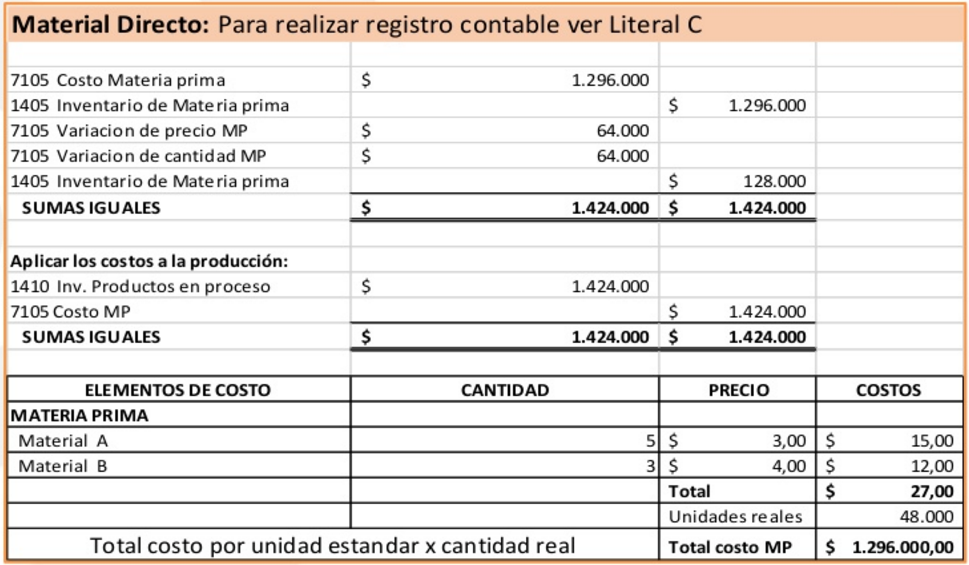 Material Directo: Para realizar registro contable ver Literal C
7105 Costo Materia prima $ 1.296.000
1405 Inventario de Materia prima $ 1.296.000
7105 Variacion de precio MP $ 64.000
7105 Variacion de cantidad MP $ 64.000
1405 Inventario de Materia prima $ 128.000
SUMAS IGUALES $ 1.424.000 $ 1.424.000
Aplicar los costos a la producción:
1410 Inv. Productos en proceso $ 1.424.000
7105 Costo MP $ 1.424.000
SUMAS IGUALES $ 1.424.000 $ 1.424.000
ELEMENTOS DE COSTO CANTIDAD PRECIO COSTOS
MATERIA PRIMA
Material A 5 $ 3,00 $ 15,00
Material B 3 $ 4,00 $ 12,00
Total $ 27,00
Unidades reales 48.000
Total costo por unidad estandar x cantidad real Total costo MP $ 1.296.000,00